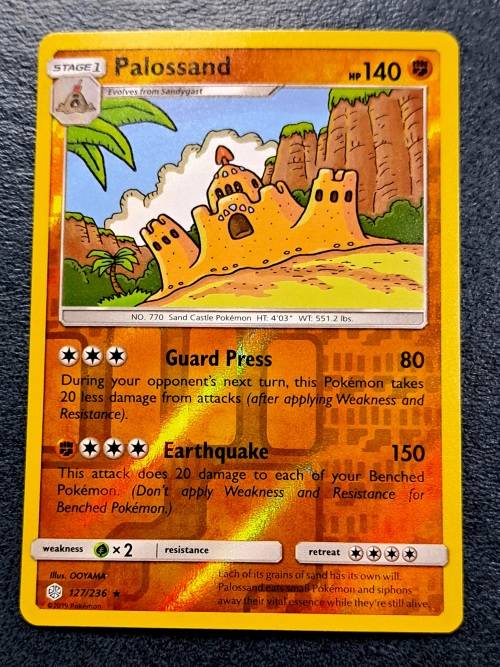 STAGE 1 Palossand HP 140
Evolves from Sandygast
NO. 770 Sand Castle Pokémon HT: 4'03" WT: 551.2 lbs.
Guard Press 80
During your opponent's next turn, this Pokémon takes
20 less damage from attacks (after applying Weakness and
Resistance).
Earthquake 150
This attack does 20 damage to each of your Benched
Pokémon. (Don't apply Weakness and Resistance for
Benched Pokémon.)
weakness ×2 resistance retreat
Illus. OOYAMA
127/236 ★
©2019 Pokémon
Each of its grains of sand has its own will.
Palossand eats small Pokémon and siphons
away their vital essence while they're still alive.